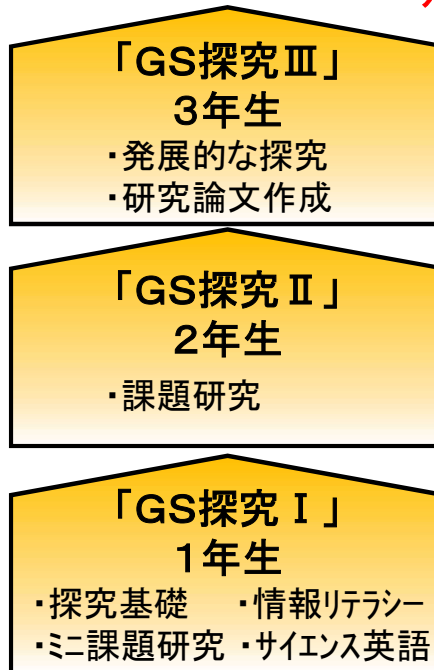 「GS探究Ⅲ」
3年生
・発展的な探究
・研究論文作成
「GS探究Ⅱ」
2年生
・課題研究
「GS探究Ⅰ」
1年生
・探究基礎 ・情報リテラシー
・ミニ課題研究 ・サイエンス英語